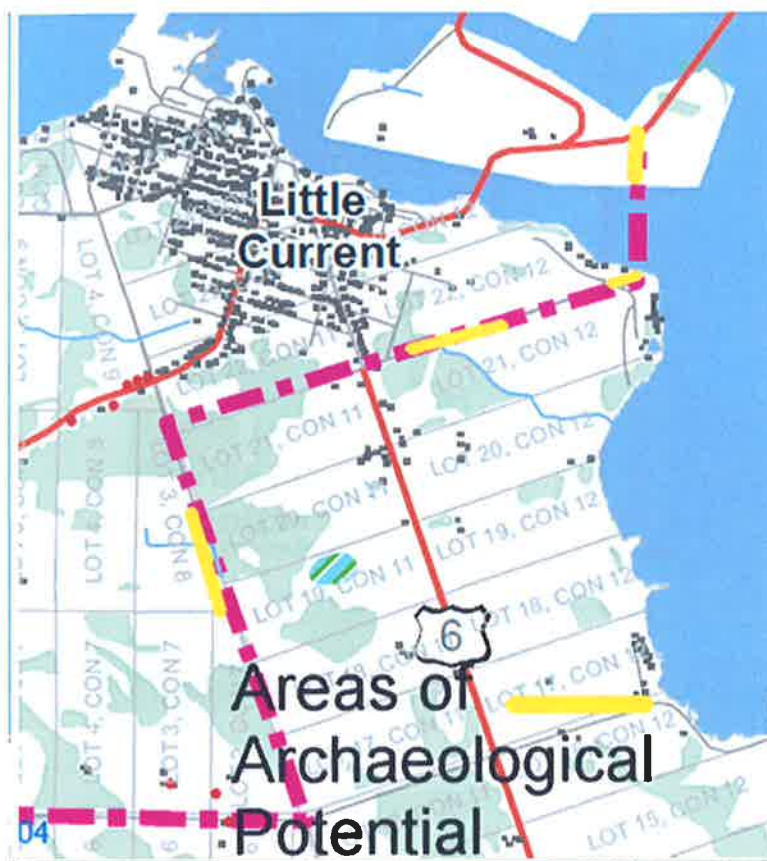 Little
Current
LOT 4, CON 9
LOT 22, CON 12
LOT 21, CON 12
LOT 21, CON 11
LOT 20, CON 12
3, CON 8
LOT 19, CON 12
LOT 19, CON 11
LOT 18, CON 12
6
LOT 4, CON 7
LOT 3, CON 7
Areas of
Archaeological
Potential
CON 12
CON 11
LOT 15, CON 12
04